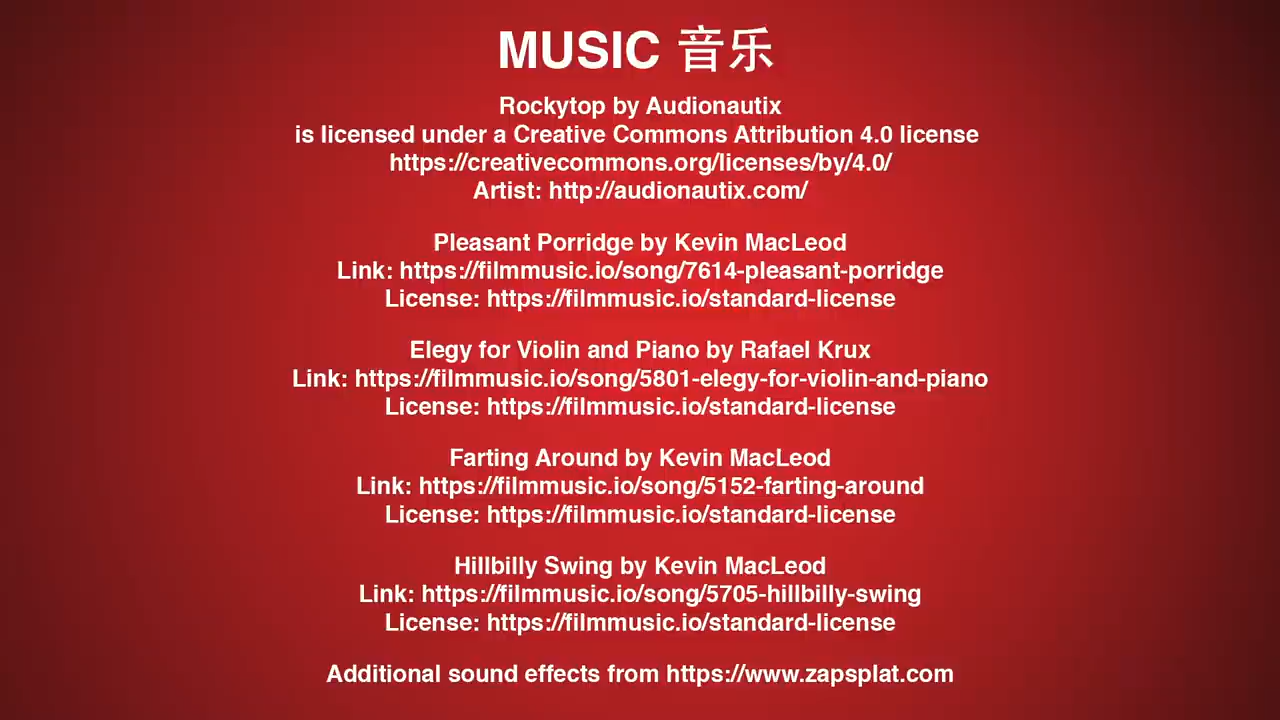 MUSIC 音乐
Rockytop by Audionautix
is licensed under a Creative Commons Attribution 4.0 license
https://creativecommons.org/licenses/by/4.0/
Artist: http://audionautix.com/
Pleasant Porridge by Kevin MacLeod
Link: https://filmmusic.io/song/7614-pleasant-porridge
License: https://filmmusic.io/standard-license
Elegy for Violin and Piano by Rafael Krux
Link: https://filmmusic.io/song/5801-elegy-for-violin-and-piano
License: https://filmmusic.io/standard-license
Farting Around by Kevin MacLeod
Link: https://filmmusic.io/song/5152-farting-around
License: https://filmmusic.io/standard-license
Hillbilly Swing by Kevin MacLeod
Link: https://filmmusic.io/song/5705-hillbilly-swing
License: https://filmmusic.io/standard-license
Additional sound effects from https://www.zapsplat.com